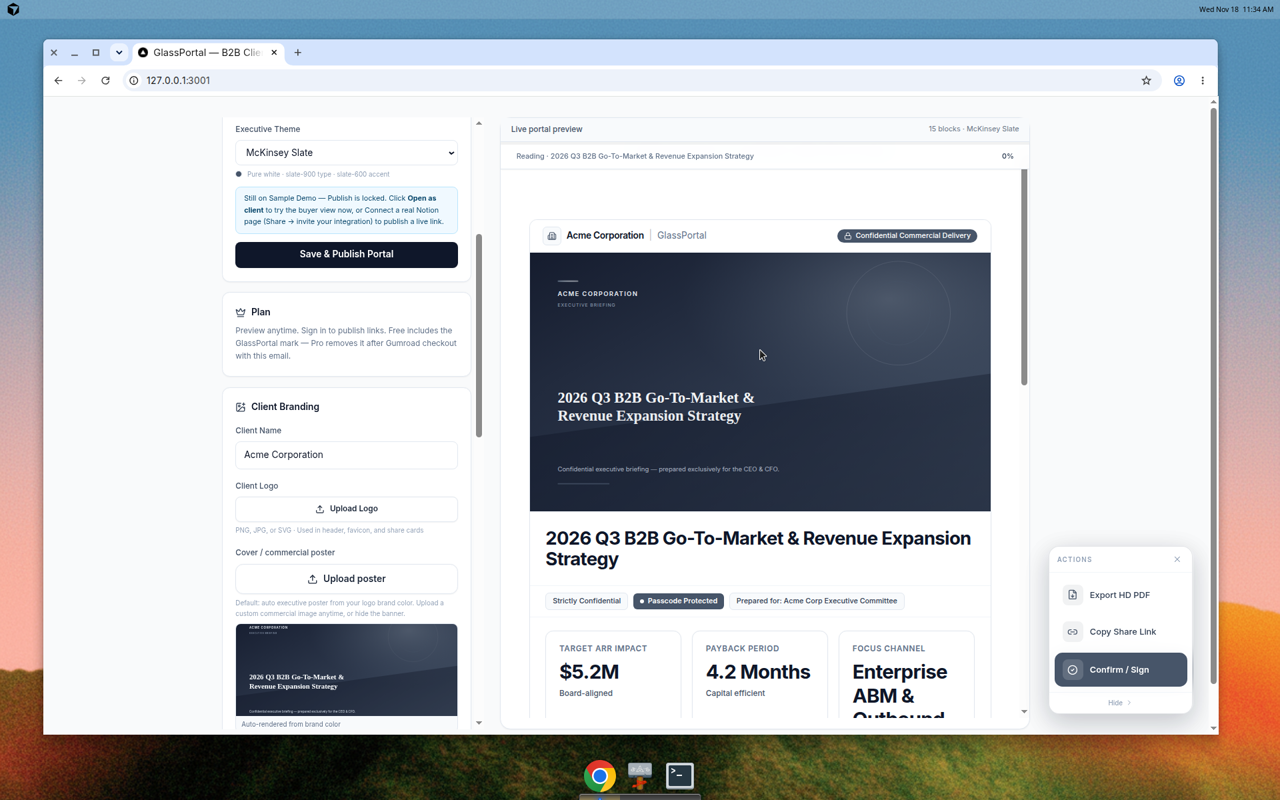 Wed Nov 18 11:34 AM
GlassPortal — B2B Clie
127.0.0.1:3001
Executive Theme
McKinsey Slate
Pure white · slate-900 type · slate-600 accent
Still on Sample Demo — Publish is locked. Click Open as
client to try the buyer view now, or Connect a real Notion
page (Share → invite your integration) to publish a live link.
Save & Publish Portal
Plan
Preview anytime. Sign in to publish links. Free includes the
GlassPortal mark — Pro removes it after Gumroad checkout
with this email.
Client Branding
Client Name
Acme Corporation
Client Logo
Upload Logo
PNG, JPG, or SVG · Used in header, favicon, and share cards
Cover / commercial poster
Upload poster
Default: auto executive poster from your logo brand color. Upload a
custom commercial image anytime, or hide the banner.
ACME CORPORATION
2026 Q3 B2B Go-To-Market &
Revenue Expansion Strategy
Confidential executive briefing — prepared exclusively for the CEO & CFO.
Auto-rendered from brand color
Live portal preview
15 blocks · McKinsey Slate
Reading · 2026 Q3 B2B Go-To-Market & Revenue Expansion Strategy
0%
Acme Corporation | GlassPortal
Confidential Commercial Delivery
ACME CORPORATION
EXECUTIVE BRIEFING
2026 Q3 B2B Go-To-Market &
Revenue Expansion Strategy
Confidential executive briefing — prepared exclusively for the CEO & CFO.
2026 Q3 B2B Go-To-Market & Revenue Expansion
Strategy
Strictly Confidential
Passcode Protected
Prepared for: Acme Corp Executive Committee
TARGET ARR IMPACT
$5.2M
Board-aligned
PAYBACK PERIOD
4.2 Months
Capital efficient
FOCUS CHANNEL
Enterprise
ABM &
Outbound
ACTIONS
Export HD PDF
Copy Share Link
Confirm / Sign
Hide